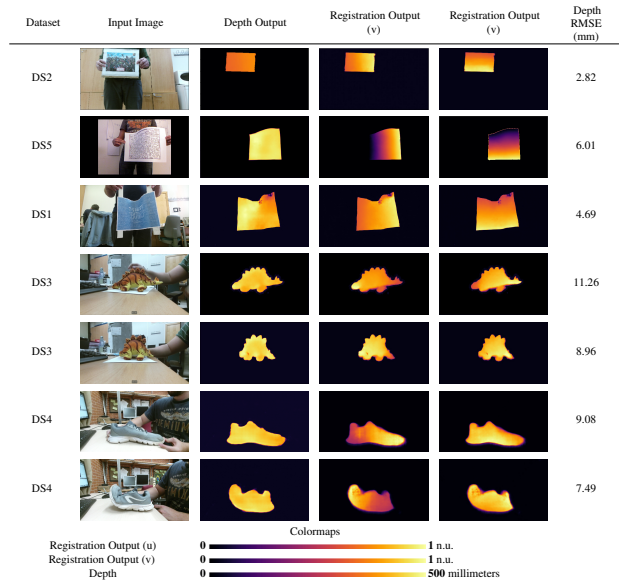 Dataset Input Image Depth Output Registration Output (v) Registration Output (v) Depth RMSE (mm)
DS2 2.82
DS5 6.01
DS1 4.69
DS3 11.26
DS3 8.96
DS4 9.08
DS4 7.49
Colormaps
Registration Output (u) 0 1 n.u.
Registration Output (v) 0 1 n.u.
Depth 0 500 millimeters